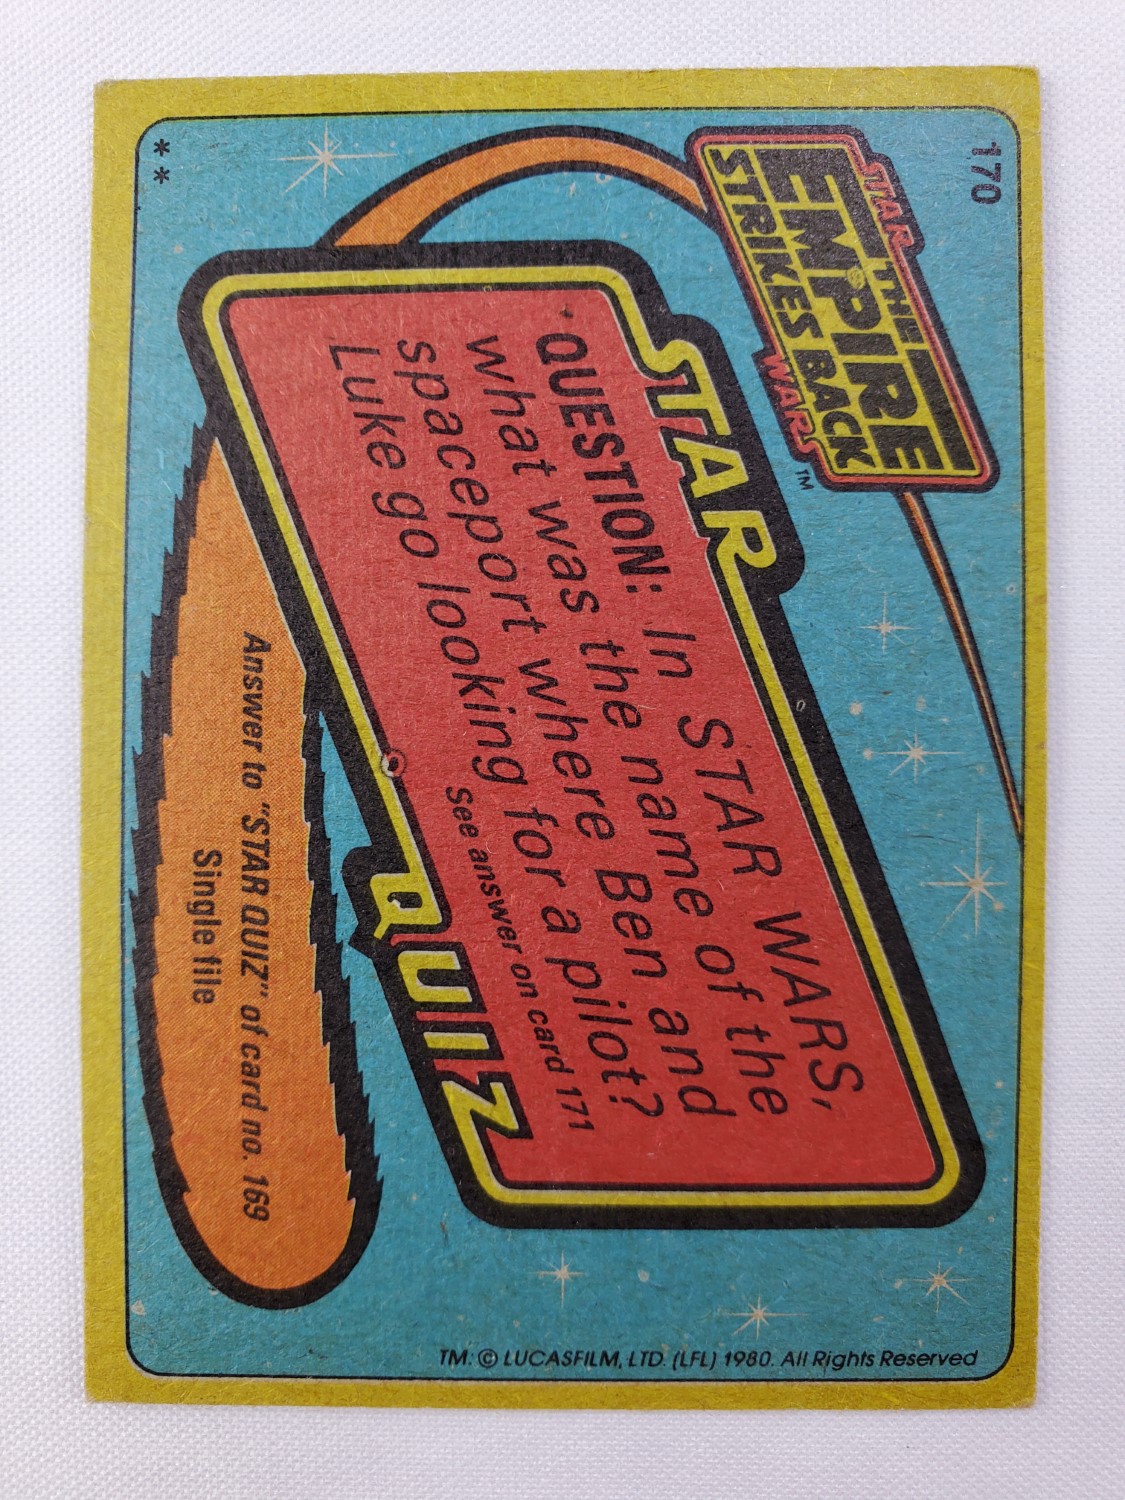 170
STAR
THE
EMPIRE
STRIKES BACK
WARS™
STAR
QUESTION: In STAR WARS,
what was the name of the
spaceport where Ben and
Luke go looking for a pilot?
See answer on card 171
QUIZ
Answer to "STAR QUIZ" of card no. 169
Single file
**
TM: © LUCASFILM, LTD. (LFL) 1980. All Rights Reserved